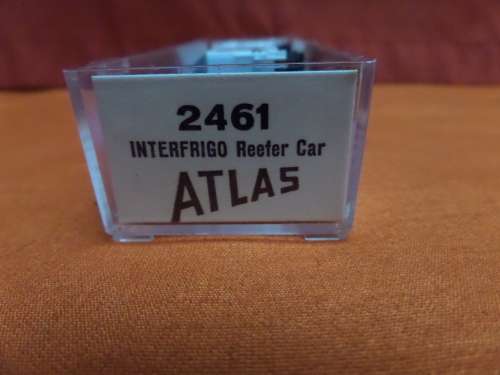 2461
INTERFRIGO Reefer Car
ATLAS